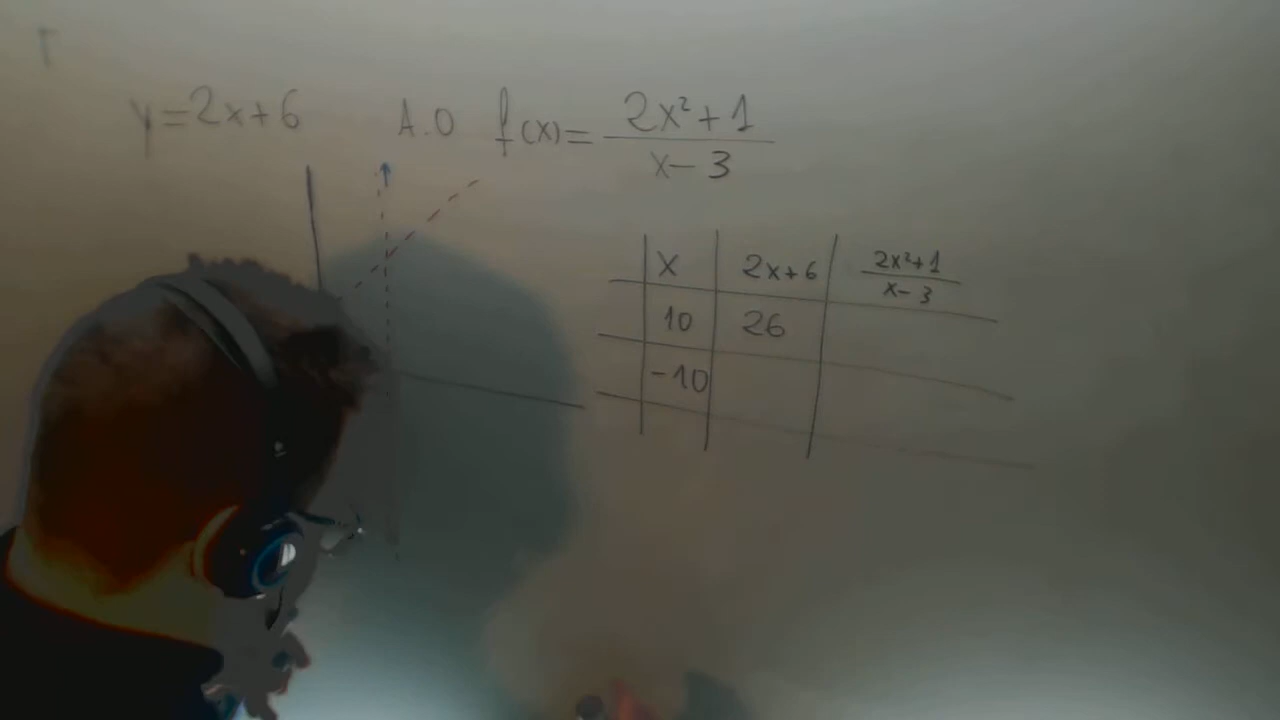 y=2x+6 A.O f(x)= 2x²+1
x-3
x 2x+6 2x²+1
x-3
10 26
-10